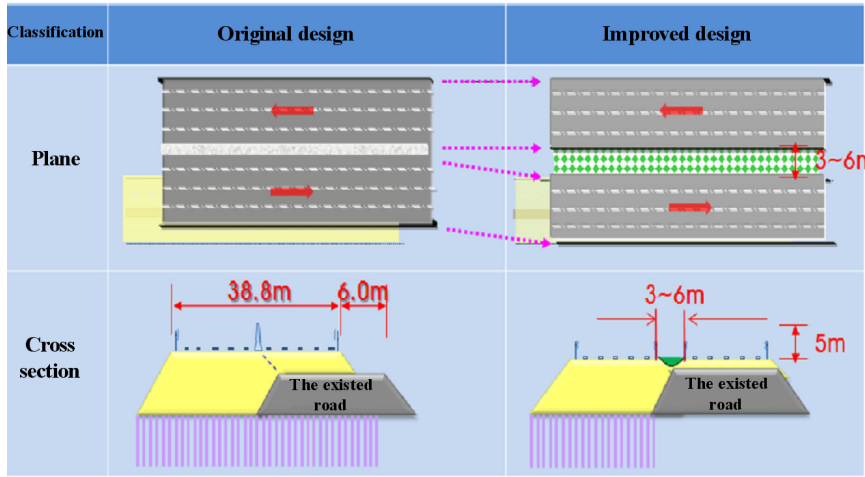 Classification
Original design
Improved design
Plane
3~6m
Cross
section
38.8m
6.0m
The existed
road
3~6m
5m
The existed
road